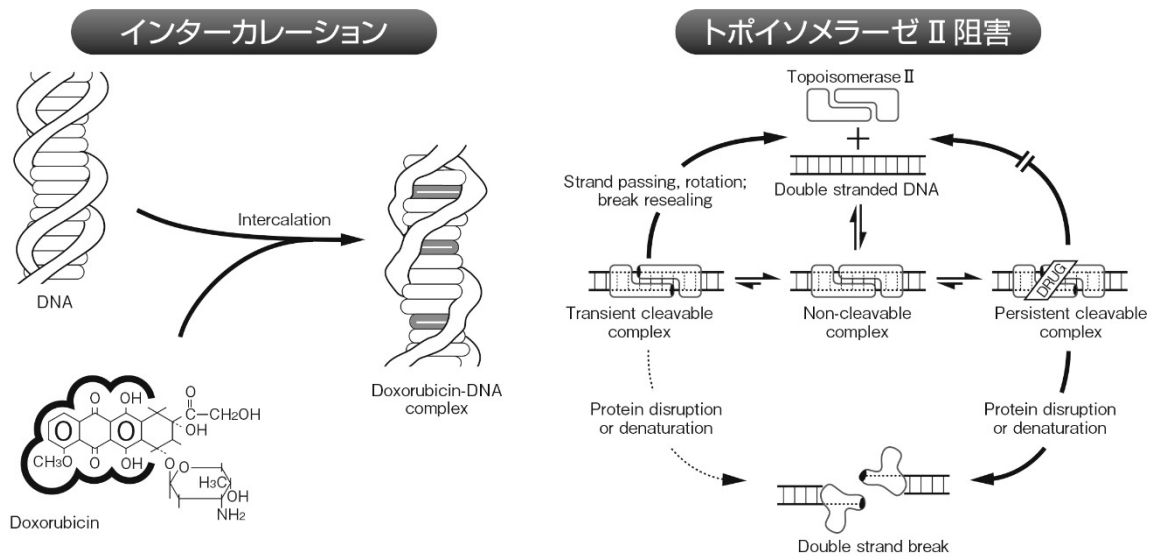 インターカレーション
DNA
Intercalation
Doxorubicin-DNA
complex
O
OH
O
CH₂OH
OH
O
O
CH₃O
O
OH
O
O
H₃C
OH
NH₂
Doxorubicin
トポイソメラーゼⅡ阻害
TopoisomeraseⅡ
+
Double stranded DNA
Strand passing, rotation;
break resealing
Transient cleavable
complex
Non-cleavable
complex
DRUG
Persistent cleavable
complex
Protein disruption
or denaturation
Protein disruption
or denaturation
Double strand break